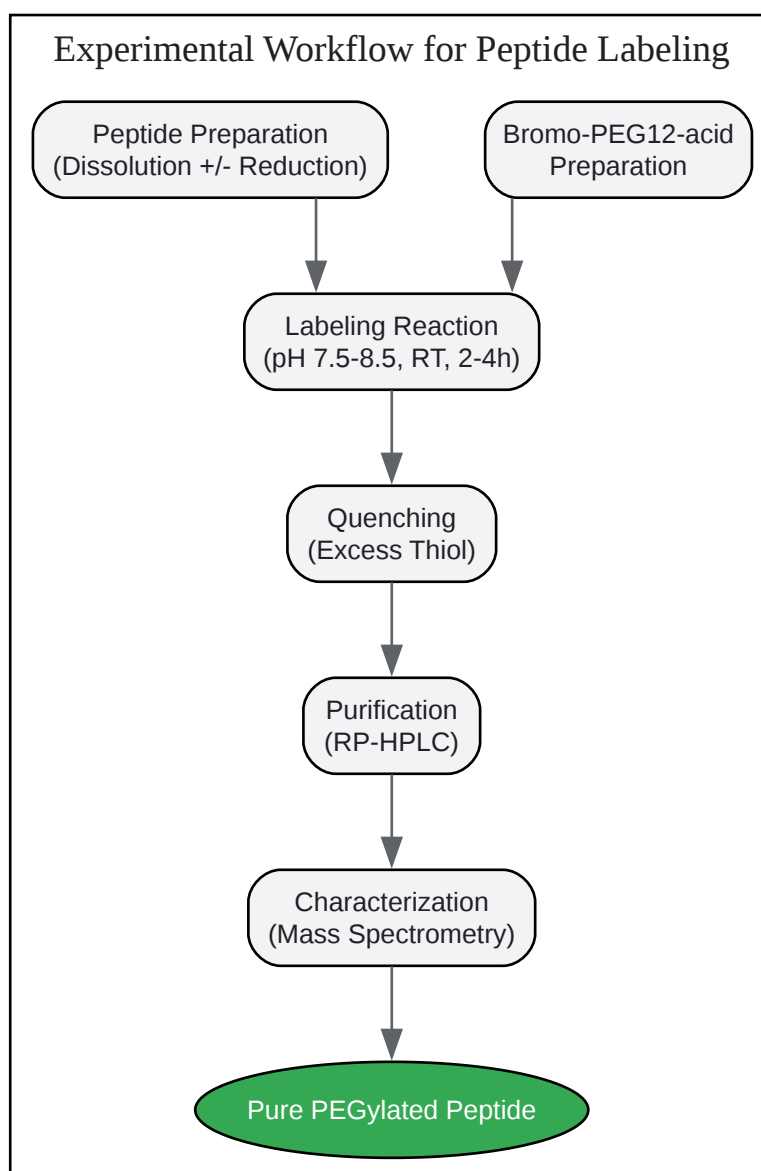 Experimental Workflow for Peptide Labeling
Peptide Preparation
(Dissolution +/- Reduction)
Bromo-PEG12-acid
Preparation
Labeling Reaction
(pH 7.5-8.5, RT, 2-4h)
Quenching
(Excess Thiol)
Purification
(RP-HPLC)
Characterization
(Mass Spectrometry)
Pure PEGylated Peptide